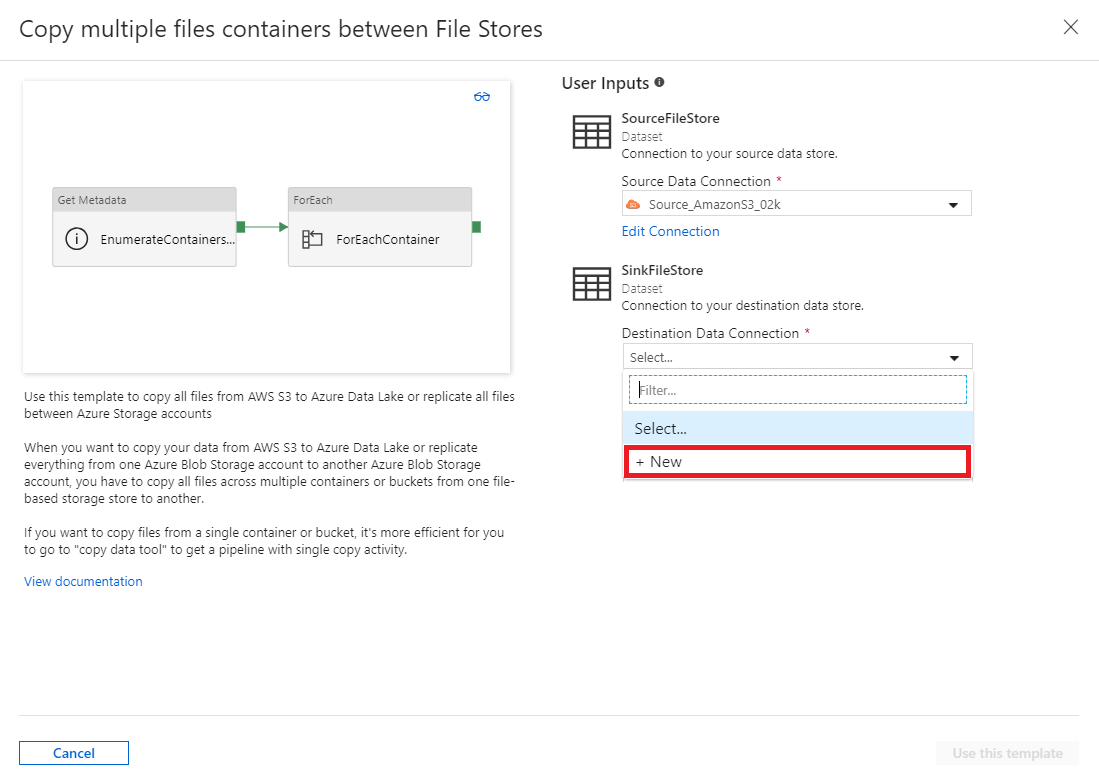 Copy multiple files containers between File Stores
Get Metadata
EnumerateContainers...
ForEach
ForEachContainer
Use this template to copy all files from AWS S3 to Azure Data Lake or replicate all files
between Azure Storage accounts
When you want to copy your data from AWS S3 to Azure Data Lake or replicate
everything from one Azure Blob Storage account to another Azure Blob Storage
account, you have to copy all files across multiple containers or buckets from one file-
based storage store to another.
If you want to copy files from a single container or bucket, it's more efficient for you
to go to "copy data tool" to get a pipeline with single copy activity.
View documentation
User Inputs
SourceFileStore
Dataset
Connection to your source data store.
Source Data Connection *
Source_AmazonS3_02k
Edit Connection
SinkFileStore
Dataset
Connection to your destination data store.
Destination Data Connection *
Select...
Filter...
Select...
+ New
Cancel
Use this template